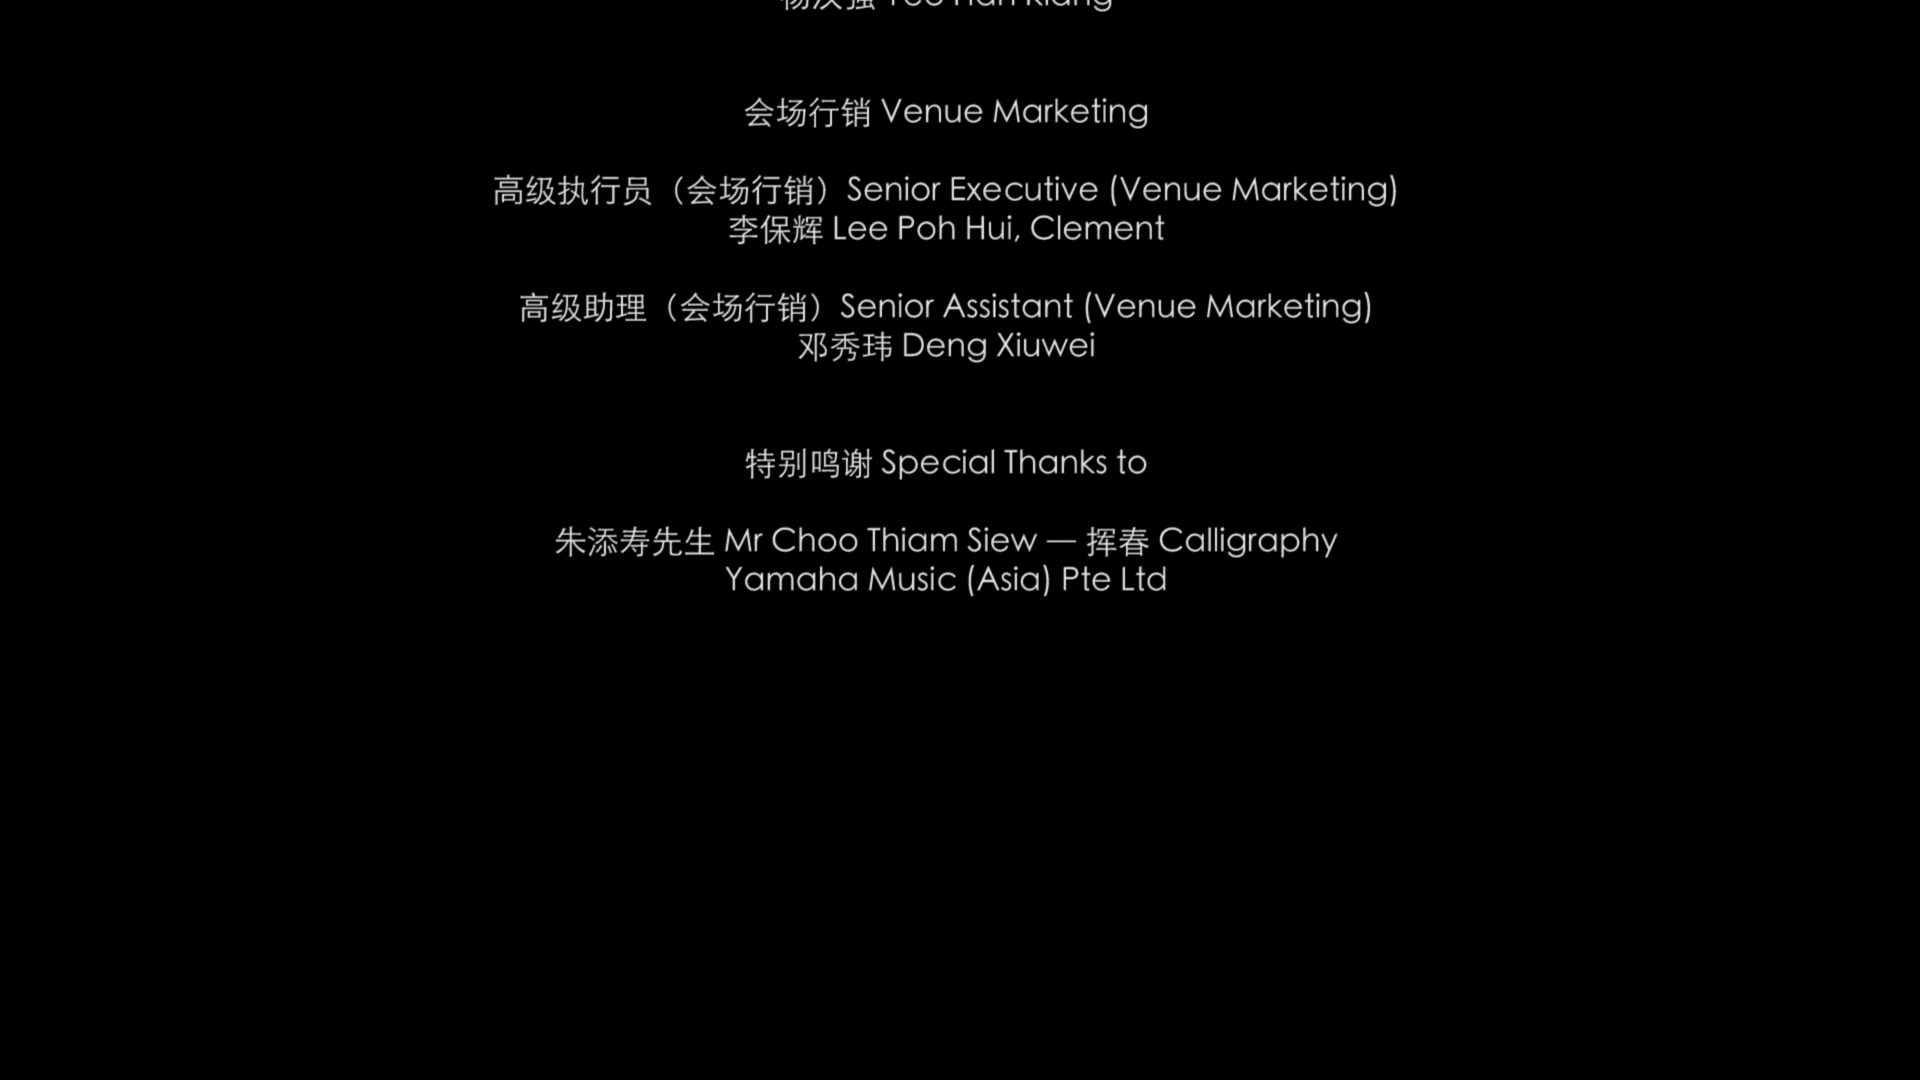 会场行销 Venue Marketing
高级执行员（会场行销）Senior Executive (Venue Marketing)
李保辉 Lee Poh Hui, Clement
高级助理（会场行销）Senior Assistant (Venue Marketing)
邓秀玮 Deng Xiuwei
特别鸣谢 Special Thanks to
朱添寿先生 Mr Choo Thiam Siew — 挥春 Calligraphy
Yamaha Music (Asia) Pte Ltd